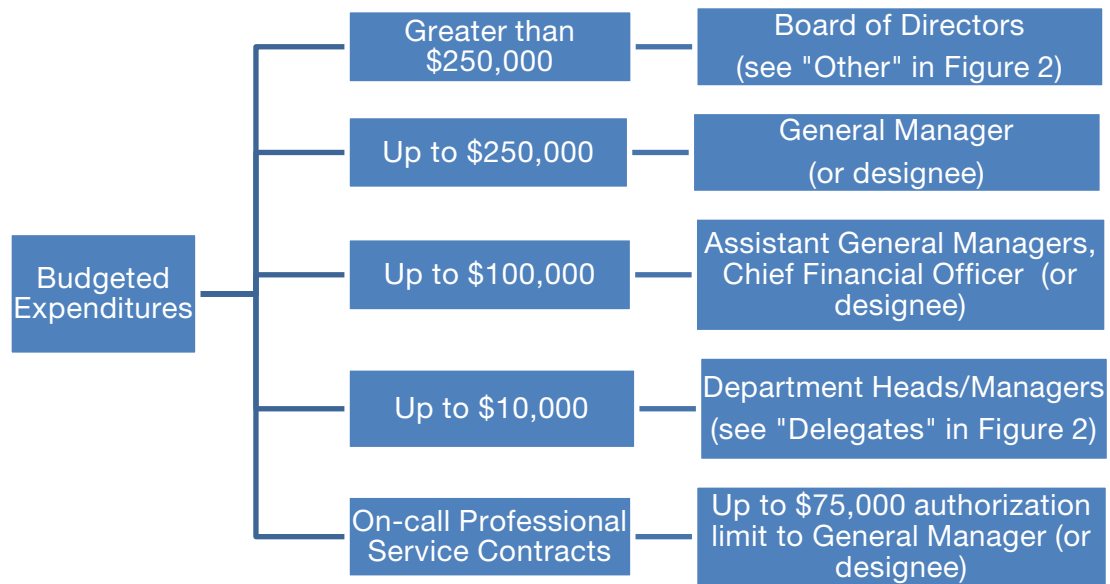 Budgeted
Expenditures
Greater than
$250,000
Board of Directors
(see "Other" in Figure 2)
Up to $250,000
General Manager
(or designee)
Up to $100,000
Assistant General Managers,
Chief Financial Officer (or
designee)
Up to $10,000
Department Heads/Managers
(see "Delegates" in Figure 2)
On-call Professional
Service Contracts
Up to $75,000 authorization
limit to General Manager (or
designee)